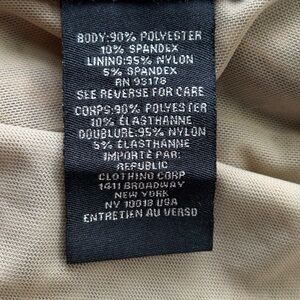 BODY:90% POLYESTER
10% SPANDEX
LINING:95% NYLON
5% SPANDEX
RN 93178
SEE REVERSE FOR CARE
CORPS:90% POLYESTER
10% ÉLASTHANNE
DOUBLURE:95% NYLON
5% ÉLASTHANNE
IMPORTÉ PAR:
REPUBLIC
CLOTHING CORP
1411 BROADWAY
NEW YORK
NY 10018 USA
ENTRETIEN AU VERSO